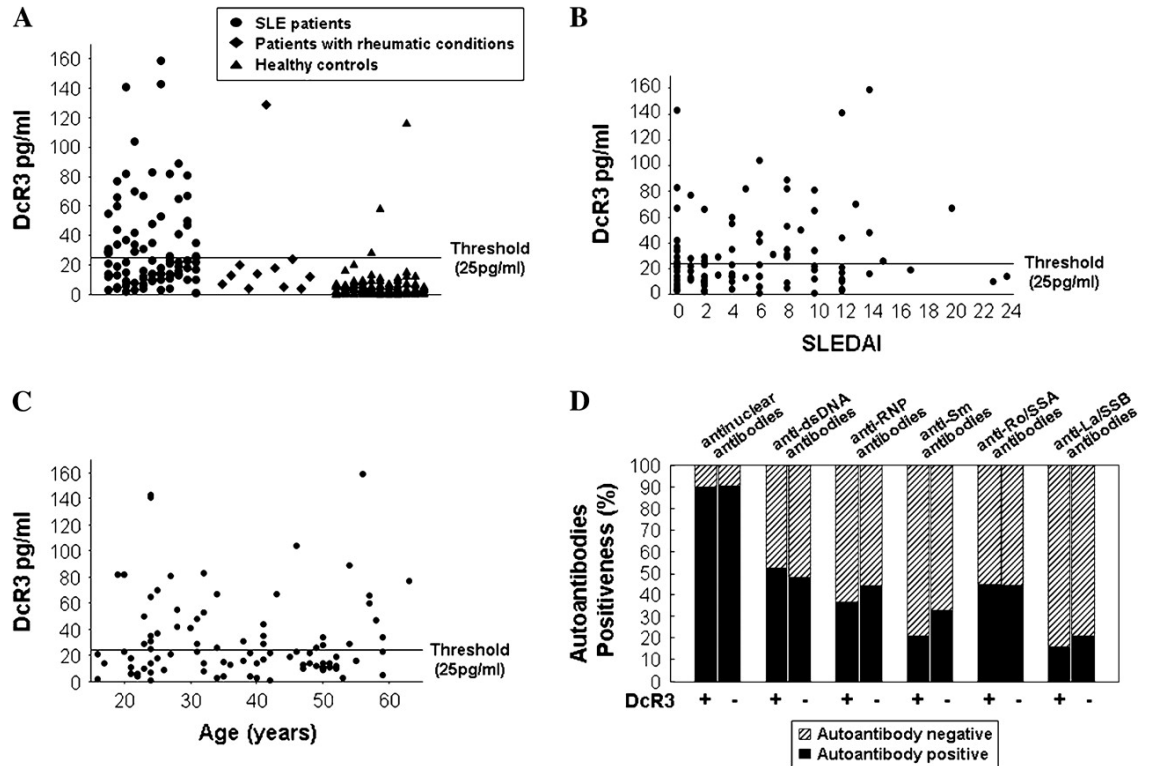 A
SLE patients
Patients with rheumatic conditions
Healthy controls
DcR3 pg/ml
160
140
120
100
80
60
40
20
0
Threshold
(25pg/ml)
B
DcR3 pg/ml
160
140
120
100
80
60
40
20
0
Threshold
(25pg/ml)
0 2 4 6 8 10 12 14 16 18 20 22 24
SLEDAI
C
DcR3 pg/ml
160
140
120
100
80
60
40
20
0
Threshold
(25pg/ml)
20 30 40 50 60
Age (years)
D
antinuclear
antibodies
anti-dsDNA
antibodies
anti-RNP
antibodies
anti-Sm
antibodies
anti-Ro/SSA
antibodies
anti-La/SSB
antibodies
Autoantibodies
Positiveness (%)
100
90
80
70
60
50
40
30
20
10
0
DcR3 + - + - + - + - + - + -
Autoantibody negative
Autoantibody positive